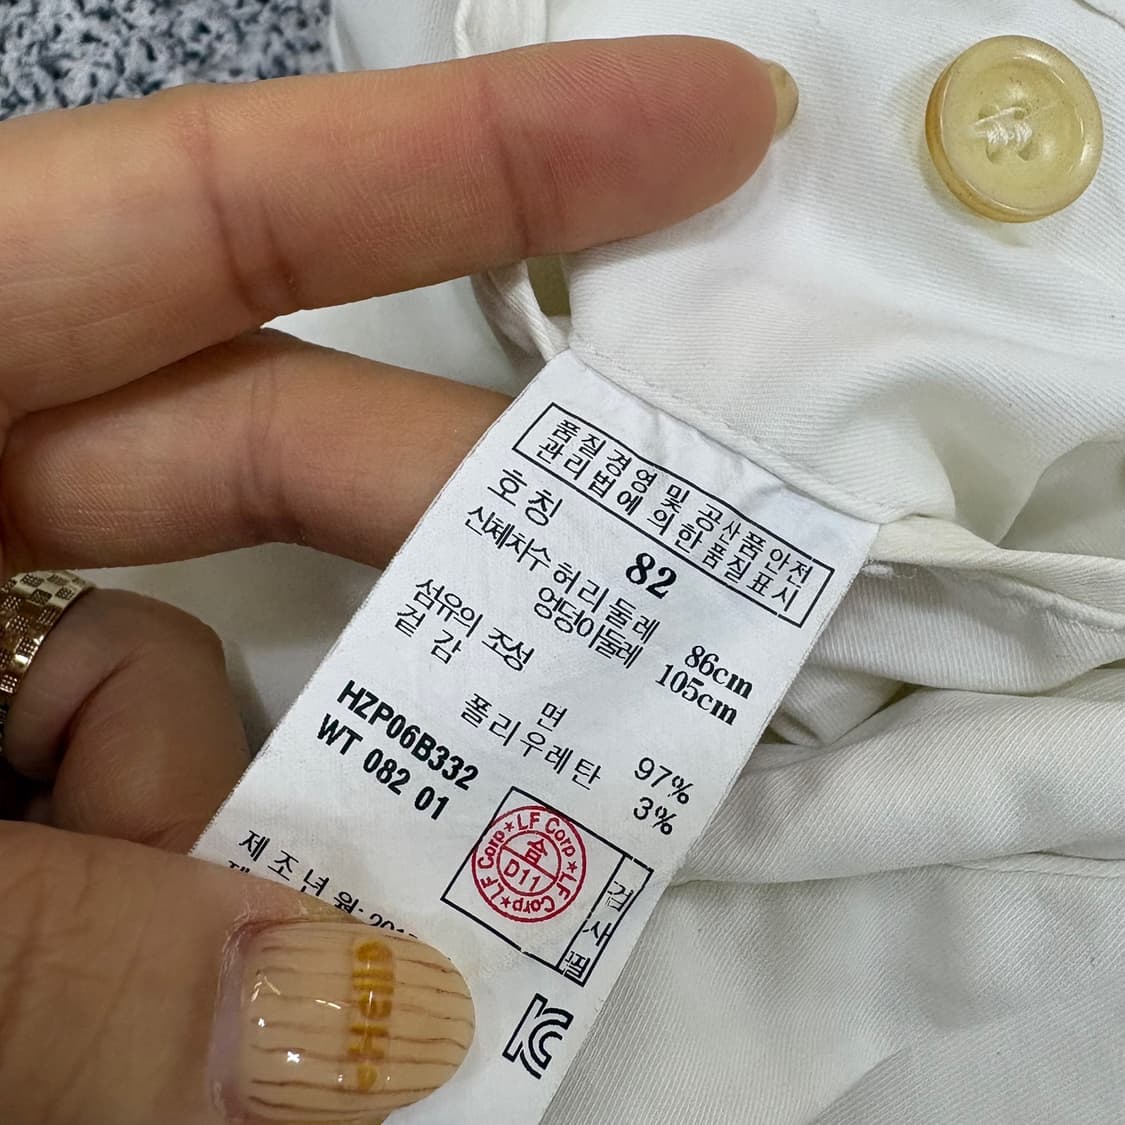 품질경영 및 공산품안전
관리법에 의한품질표시
호칭 82
신체치수 허리둘레 86cm
엉덩이둘레 105cm
섬유의 조성
겉감
면 97%
폴리우레탄 3%
HZP06B332
WT 082 01
LF Corp★LF Corp★LF Corp★
合
D11
검사필
제조년월: